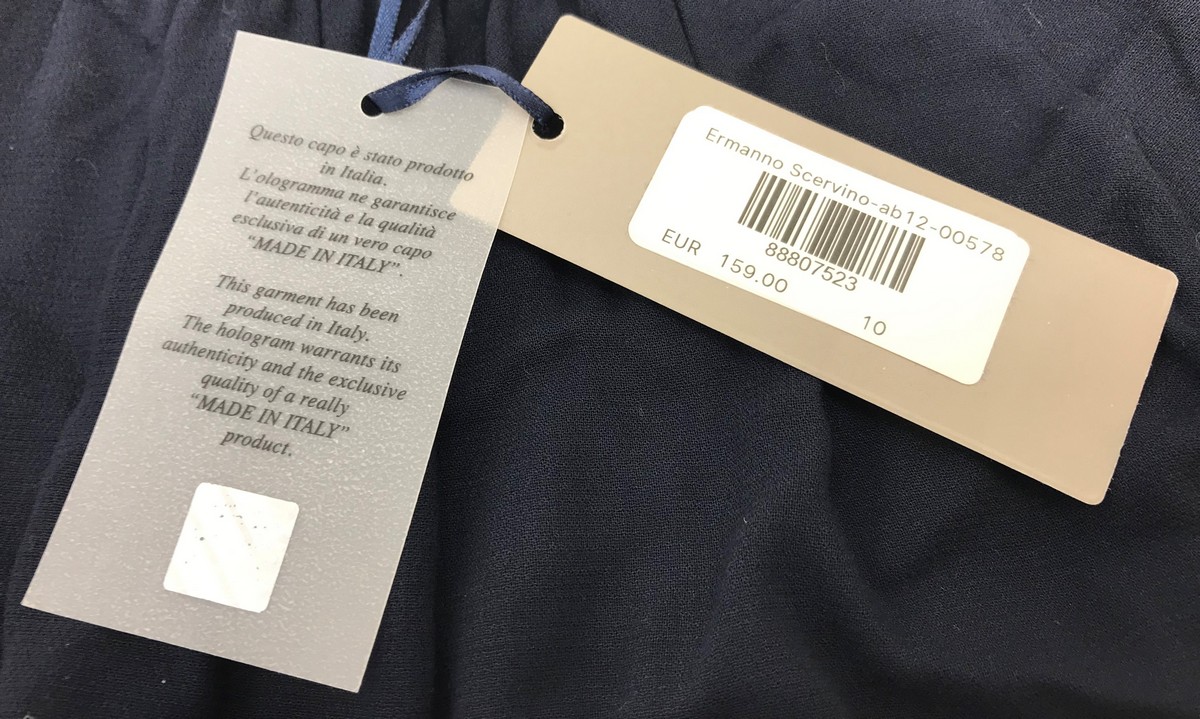 Questo capo è stato prodotto
in Italia.
L'ologramma ne garantisce
l'autenticità e la qualità
esclusiva di un vero capo
"MADE IN ITALY".
This garment has been
produced in Italy.
The hologram warrants its
authenticity and the exclusive
quality of a really
"MADE IN ITALY"
product.
Ermanno Scervino-ab12-00578
88807523
EUR 159.00
10